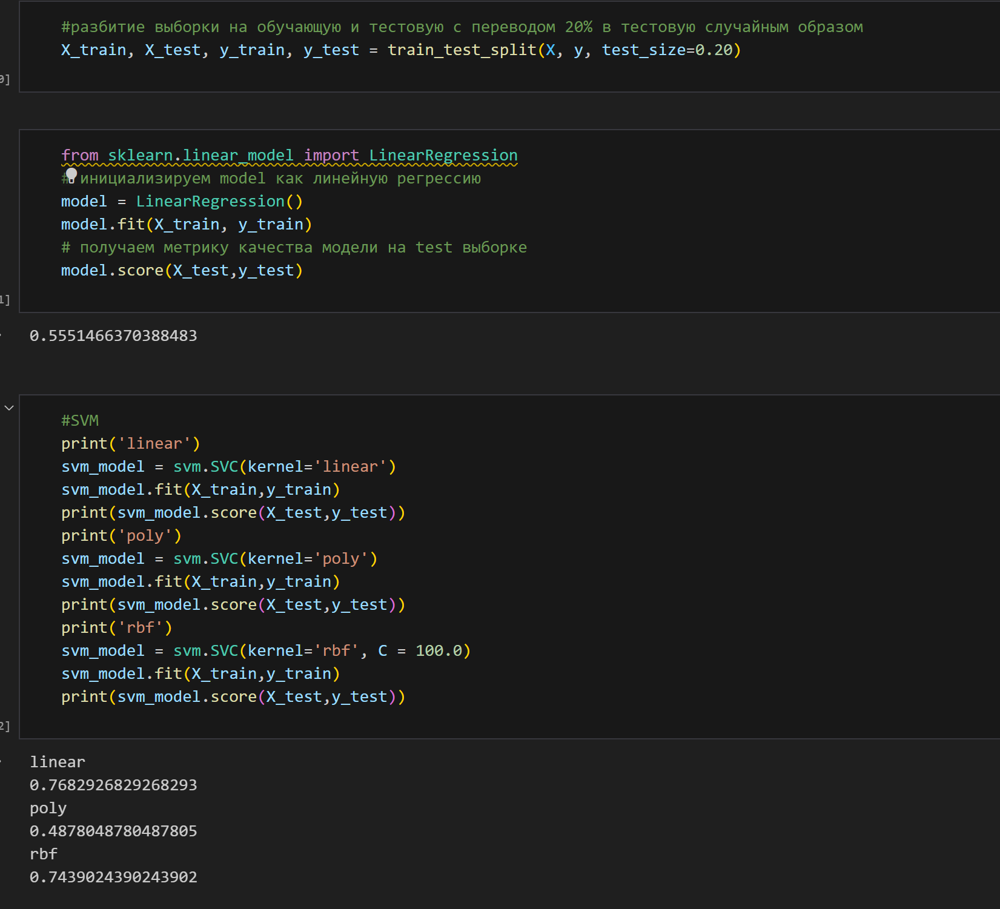 #разбитие выборки на обучающую и тестовую с переводом 20% в тестовую случайным образом
X_train, X_test, y_train, y_test = train_test_split(X, y, test_size=0.20)
0]
from sklearn.linear_model import LinearRegression
# инициализируем model как линейную регрессию
model = LinearRegression()
model.fit(X_train, y_train)
# получаем метрику качества модели на test выборке
model.score(X_test,y_test)
1]
0.5551466370388483
#SVM
print('linear')
svm_model = svm.SVC(kernel='linear')
svm_model.fit(X_train,y_train)
print(svm_model.score(X_test,y_test))
print('poly')
svm_model = svm.SVC(kernel='poly')
svm_model.fit(X_train,y_train)
print(svm_model.score(X_test,y_test))
print('rbf')
svm_model = svm.SVC(kernel='rbf', C = 100.0)
svm_model.fit(X_train,y_train)
print(svm_model.score(X_test,y_test))
2]
linear
0.7682926829268293
poly
0.4878048780487805
rbf
0.7439024390243902